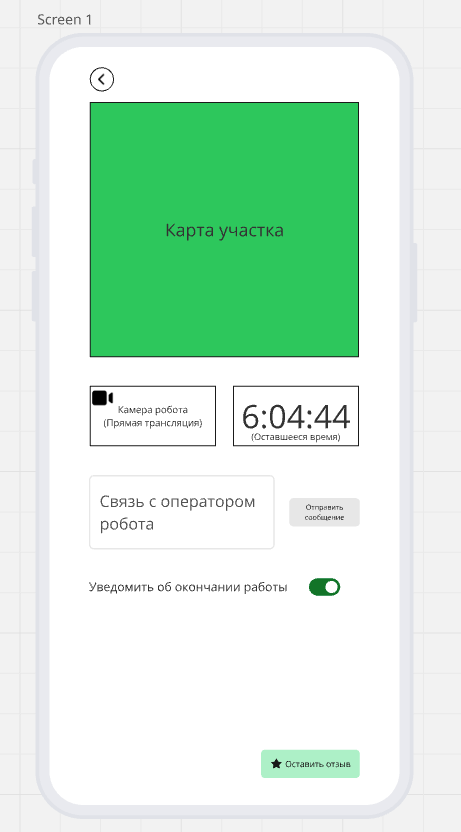 Screen 1
Карта участка
Камера робота
(Прямая трансляция)
6:04:44
(Оставшееся время)
Связь с оператором
робота
Отправить
сообщение
Уведомить об окончании работы
Оставить отзыв